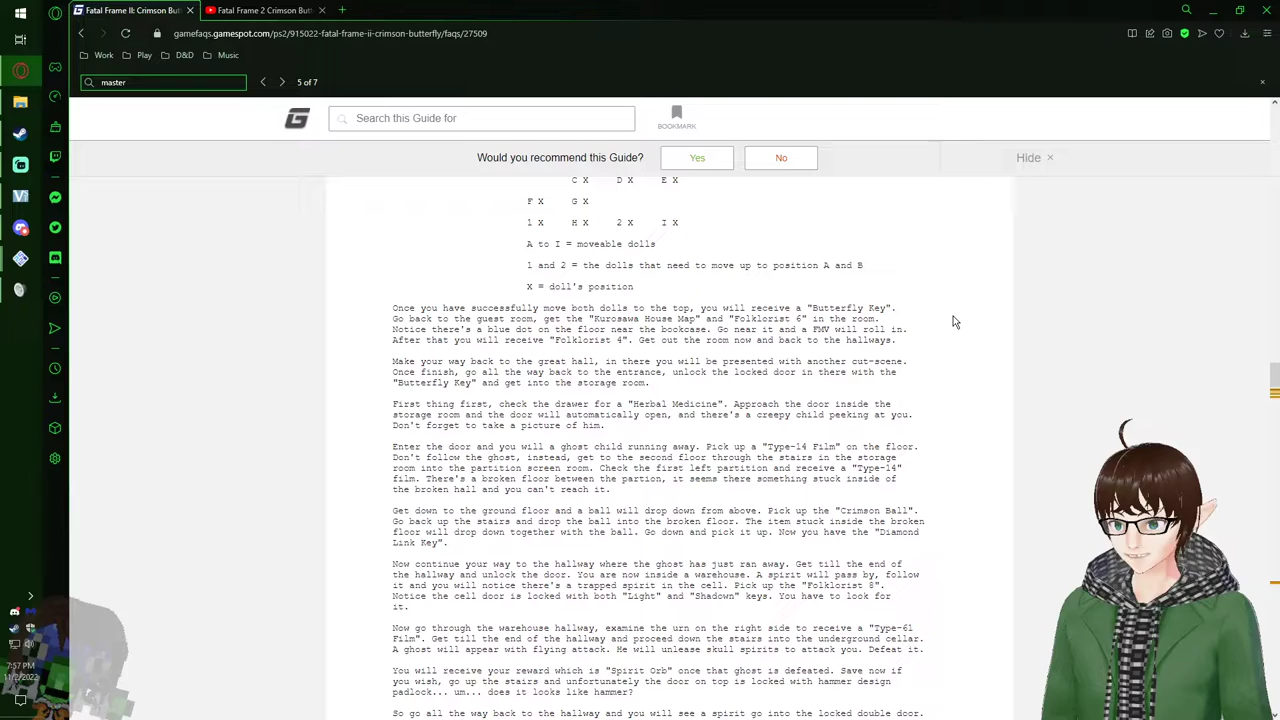 Fatal Frame II: Crimson Butt
Fatal Frame 2 Crimson Butt
gamefaqs.gamespot.com/ps2/915022-fatal-frame-ii-crimson-butterfly/faqs/27509
Work
Play
D&D
Music
master
5 of 7
Search this Guide for
BOOKMARK
Would you recommend this Guide?
Yes
No
Hide ×
C X D X E X
F X G X
1 X H X 2 X I X
A to I = moveable dolls
1 and 2 = the dolls that need to move up to position A and B
X = doll's position
Once you have successfully move both dolls to the top, you will receive a "Butterfly Key".
Go back to the guest room, get the "Kurosawa House Map" and "Folklorist 6" in the room.
Notice there's a blue dot on the floor near the bookcase. Go near it and a FMV will roll in.
After that you will receive "Folklorist 4". Get out the room now and back to the hallways.
Make your way back to the great hall, in there you will be presented with another cut-scene.
Once finish, go all the way back to the entrance, unlock the locked door in there with the
"Butterfly Key" and get into the storage room.
First thing first, check the drawer for a "Herbal Medicine". Approach the door inside the
storage room and the door will automatically open, and there's a creepy child peeking at you.
Don't forget to take a picture of him.
Enter the door and you will a ghost child running away. Pick up a "Type-14 Film" on the floor.
Don't follow the ghost, instead, get to the second floor through the stairs in the storage
room into the partition screen room. Check the first left partition and receive a "Type-14"
film. There's a broken floor between the partion, it seems there something stuck inside of
the broken hall and you can't reach it.
Get down to the ground floor and a ball will drop down from above. Pick up the "Crimson Ball".
Go back up the stairs and drop the ball into the broken floor. The item stuck inside the broken
floor will drop down together with the ball. Go down and pick it up. Now you have the "Diamond
Link Key".
Now continue your way to the hallway where the ghost has just ran away. Get till the end of
the hallway and unlock the door. You are now inside a warehouse. A spirit will pass by, follow
it and you will notice there's a trapped spirit in the cell. Pick up the "Folklorist 8".
Notice the cell door is locked with both "Light" and "Shadown" keys. You have to look for
it.
Now go through the warehouse hallway, examine the urn on the right side to receive a "Type-61
Film". Get till the end of the hallway and proceed down the stairs into the underground cellar.
A ghost will appear with flying attack. He will unlease skull spirits to attack you. Defeat it.
You will receive your reward which is "Spirit Orb" once that ghost is defeated. Save now if
you wish, go up the stairs and unfortunately the door on top is locked with hammer design
padlock... um... does it looks like hammer?
So go all the way back to the hallway and you will see a spirit go into the locked double door.
7:57 PM
11/2/2022